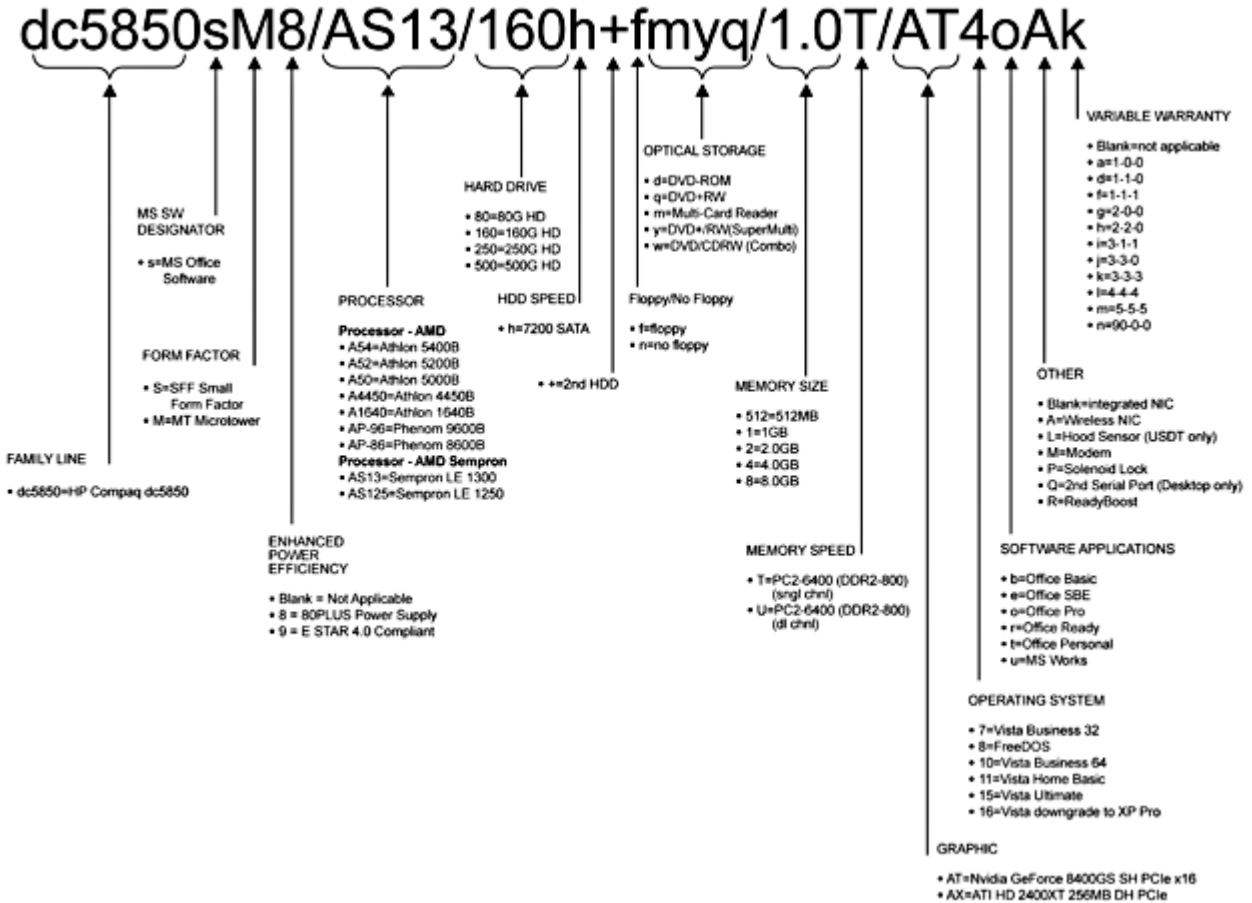 dc5850sM8/AS13/160h+fmyq/1.0T/AT4oAk
FAMILY LINE
• dc5850=HP Compaq dc5850
MS SW
DESIGNATOR
• s=MS Office
Software
FORM FACTOR
• S=SFF Small
Form Factor
• M=MT Microtower
ENHANCED
POWER
EFFICIENCY
• Blank = Not Applicable
• 8 = 80PLUS Power Supply
• 9 = E STAR 4.0 Compliant
PROCESSOR
Processor - AMD
• A54=Athlon 5400B
• A52=Athlon 5200B
• A50=Athlon 5000B
• A4450=Athlon 4450B
• A1640=Athlon 1640B
• AP-96=Phenom 9600B
• AP-86=Phenom 8600B
Processor - AMD Sempron
• AS13=Sempron LE 1300
• AS125=Sempron LE 1250
HARD DRIVE
• 80=80G HD
• 160=160G HD
• 250=250G HD
• 500=500G HD
HDD SPEED
• h=7200 SATA
• +=2nd HDD
Floppy/No Floppy
• f=floppy
• n=no floppy
OPTICAL STORAGE
• d=DVD-ROM
• q=DVD+RW
• m=Multi-Card Reader
• y=DVD+/RW(SuperMulti)
• w=DVD/CDRW (Combo)
MEMORY SIZE
• 512=512MB
• 1=1GB
• 2=2.0GB
• 4=4.0GB
• 8=8.0GB
MEMORY SPEED
• T=PC2-6400 (DDR2-800)
(sngl chnl)
• U=PC2-6400 (DDR2-800)
(dl chnl)
GRAPHIC
• AT=Nvidia GeForce 8400GS SH PCIe x16
• AX=ATI HD 2400XT 256MB DH PCIe
OPERATING SYSTEM
• 7=Vista Business 32
• 8=FreeDOS
• 10=Vista Business 64
• 11=Vista Home Basic
• 15=Vista Ultimate
• 16=Vista downgrade to XP Pro
SOFTWARE APPLICATIONS
• b=Office Basic
• e=Office SBE
• o=Office Pro
• r=Office Ready
• t=Office Personal
• u=MS Works
OTHER
• Blank=integrated NIC
• A=Wireless NIC
• L=Hood Sensor (USDT only)
• M=Modem
• P=Solenoid Lock
• Q=2nd Serial Port (Desktop only)
• R=ReadyBoost
VARIABLE WARRANTY
• Blank=not applicable
• a=1-0-0
• d=1-1-0
• f=1-1-1
• g=2-0-0
• h=2-2-0
• i=3-1-1
• j=3-3-0
• k=3-3-3
• l=4-4-4
• m=5-5-5
• n=90-0-0